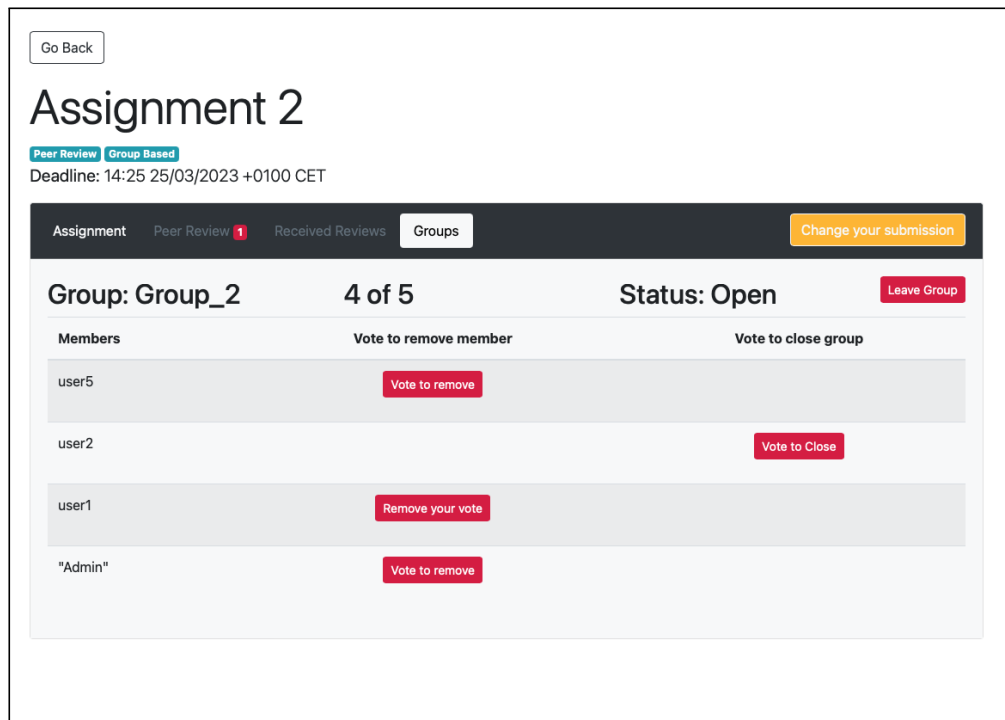 Go Back
Assignment 2
Peer Review Group Based
Deadline: 14:25 25/03/2023 +0100 CET
Assignment Peer Review 1 Received Reviews Groups Change your submission
Group: Group_2 4 of 5 Status: Open Leave Group
Members Vote to remove member Vote to close group
user5 Vote to remove
user2 Vote to Close
user1 Remove your vote
"Admin" Vote to remove